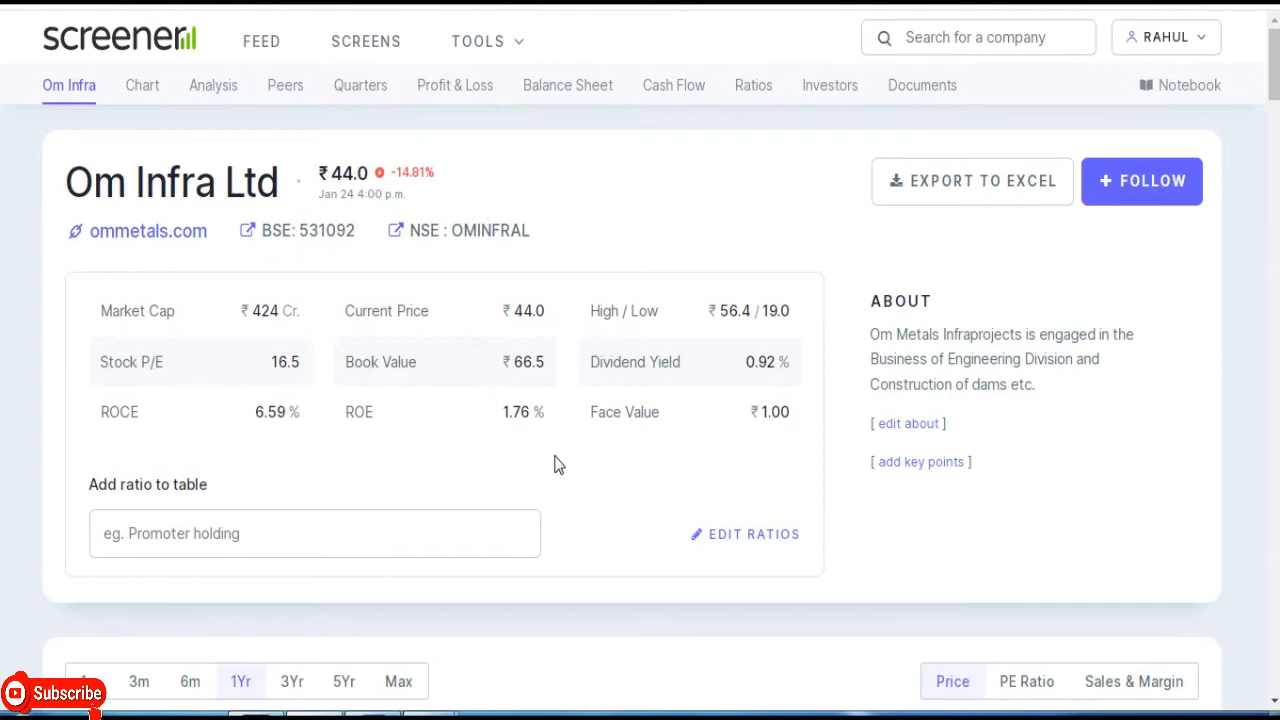 screener
FEED
SCREENS
TOOLS
Search for a company
RAHUL
Om Infra
Chart
Analysis
Peers
Quarters
Profit & Loss
Balance Sheet
Cash Flow
Ratios
Investors
Documents
Notebook
Om Infra Ltd
₹ 44.0 -14.81%
Jan 24 4:00 p.m.
EXPORT TO EXCEL
+ FOLLOW
ommetals.com
BSE: 531092
NSE : OMINFRAL
Market Cap ₹ 424 Cr.
Current Price ₹ 44.0
High / Low ₹ 56.4 / 19.0
Stock P/E 16.5
Book Value ₹ 66.5
Dividend Yield 0.92 %
ROCE 6.59 %
ROE 1.76 %
Face Value ₹ 1.00
Add ratio to table
eg. Promoter holding
EDIT RATIOS
ABOUT
Om Metals Infraprojects is engaged in the
Business of Engineering Division and
Construction of dams etc.
[ edit about ]
[ add key points ]
3m
6m
1Yr
3Yr
5Yr
Max
Price
PE Ratio
Sales & Margin
Subscribe